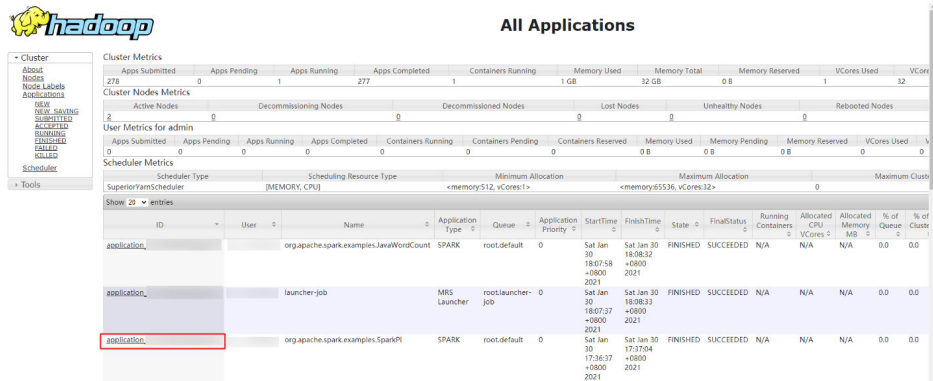 hadoop
All Applications
Cluster
About
Nodes
Node Labels
Applications
NEW
NEW_SAVING
SUBMITTED
ACCEPTED
RUNNING
FINISHED
FAILED
KILLED
Scheduler
Tools
Cluster Metrics
Apps Submitted Apps Pending Apps Running Apps Completed Containers Running Memory Used Memory Total Memory Reserved VCores Used VCore
278 0 1 277 1 1 GB 32 GB 0 B 1 32
Cluster Nodes Metrics
Active Nodes Decommissioning Nodes Decommissioned Nodes Lost Nodes Unhealthy Nodes Rebooted Nodes
2 0 0 0 0 0
User Metrics for admin
Apps Submitted Apps Pending Apps Running Apps Completed Containers Running Containers Pending Containers Reserved Memory Used Memory Pending Memory Reserved VCores Used V
0 0 0 0 0 0 0 0 B 0 B 0 B 0 0
Scheduler Metrics
Scheduler Type Scheduling Resource Type Minimum Allocation Maximum Allocation Maximum Clust
SuperiorYarnScheduler [MEMORY, CPU] <memory:512, vCores:1> <memory:65536, vCores:32> 0
Show 20 entries
ID User Name Application Type Queue Application Priority StartTime FinishTime State FinalStatus Running Containers Allocated CPU VCores Allocated Memory MB % of Queue % of Cluste
application_ org.apache.spark.examples.JavaWordCount SPARK root.default 0 Sat Jan 30 18:07:58 +0800 2021 Sat Jan 30 18:08:32 +0800 2021 FINISHED SUCCEEDED N/A N/A N/A 0.0 0.0
application_ launcher-job MRS Launcher root.launcher-job 0 Sat Jan 30 18:07:37 +0800 2021 Sat Jan 30 18:08:33 +0800 2021 FINISHED SUCCEEDED N/A N/A N/A 0.0 0.0
application_ org.apache.spark.examples.SparkPI SPARK root.default 0 Sat Jan 30 17:36:37 +0800 2021 Sat Jan 30 17:37:04 +0800 2021 FINISHED SUCCEEDED N/A N/A N/A 0.0 0.0